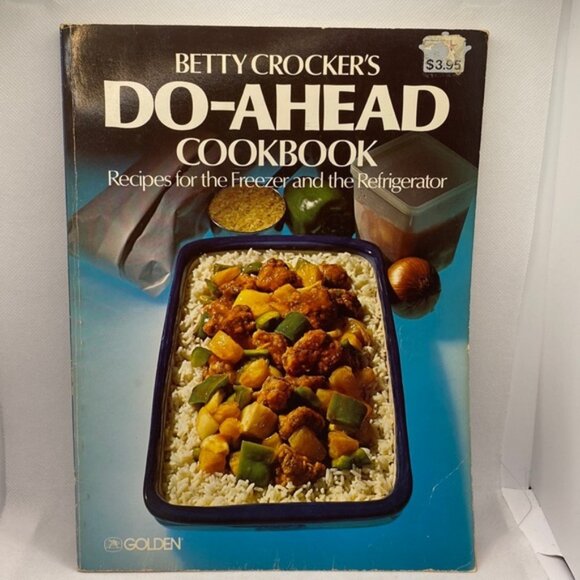 BETTY CROCKER'S
$3.95
DO-AHEAD
COOKBOOK
Recipes for the Freezer and the Refrigerator
GOLDEN